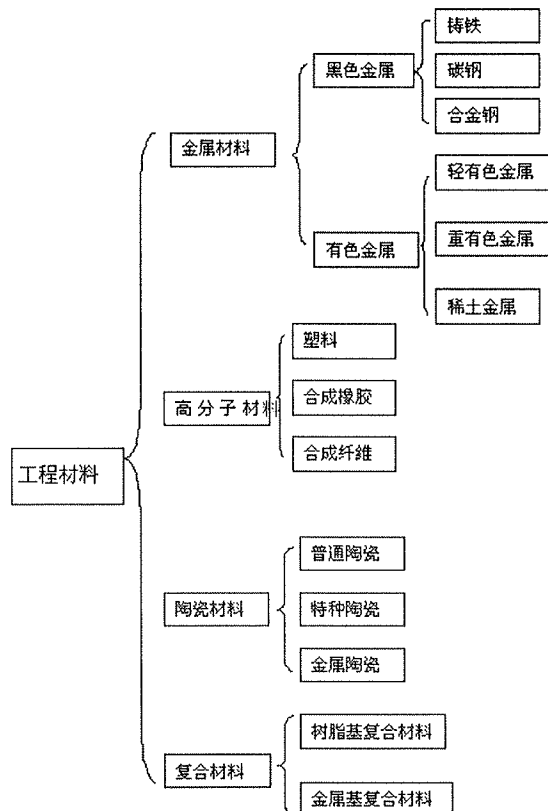 工程材料
金属材料
黑色金属
铸铁
碳钢
合金钢
有色金属
轻有色金属
重有色金属
稀土金属
高分子材料
塑料
合成橡胶
合成纤维
陶瓷材料
普通陶瓷
特种陶瓷
金属陶瓷
复合材料
树脂基复合材料
金属基复合材料